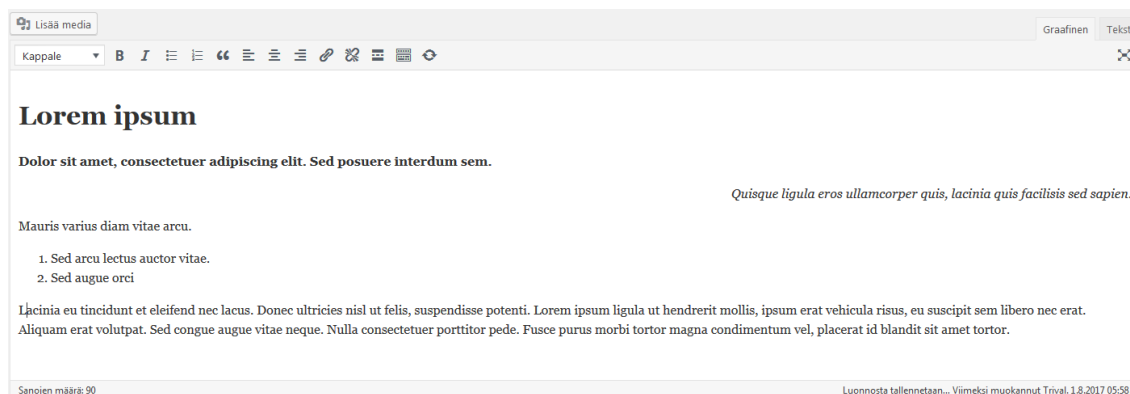 Lisää media
Graafinen Tekst
Kappale
Lorem ipsum
Dolor sit amet, consectetuer adipiscing elit. Sed posuere interdum sem.
Quisque ligula eros ullamcorper quis, lacinia quis facilisis sed sapien.
Mauris varius diam vitae arcu.
1. Sed arcu lectus auctor vitae.
2. Sed augue orci
Lacinia eu tincidunt et eleifend nec lacus. Donec ultricies nisl ut felis, suspendisse potenti. Lorem ipsum ligula ut hendrerit mollis, ipsum erat vehicula risus, eu suscipit sem libero nec erat.
Aliquam erat volutpat. Sed congue augue vitae neque. Nulla consectetuer porttitor pede. Fusce purus morbi tortor magna condimentum vel, placerat id blandit sit amet tortor.
Sanojen määrä: 90 Luonnosta tallennetaan... Viimeksi muokannut Trival, 1.8.2017 05:58